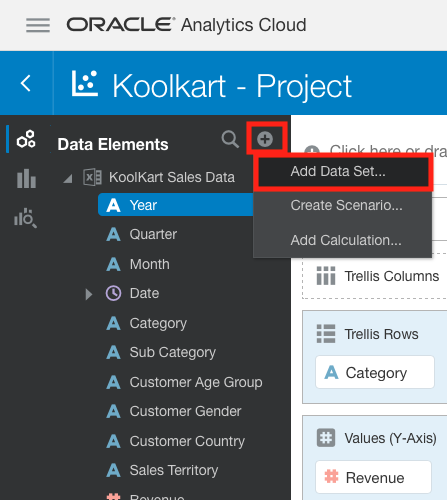 ORACLE Analytics Cloud
Koolkart - Project
Data Elements
Click here or dra
Add Data Set...
KoolKart Sales Data
Year
Create Scenario...
Quarter
Add Calculation...
Month
Trellis Columns
Date
Category
Trellis Rows
Sub Category
Category
Customer Age Group
Customer Gender
Customer Country
Values (Y-Axis)
Sales Territory
Revenue
Revenue